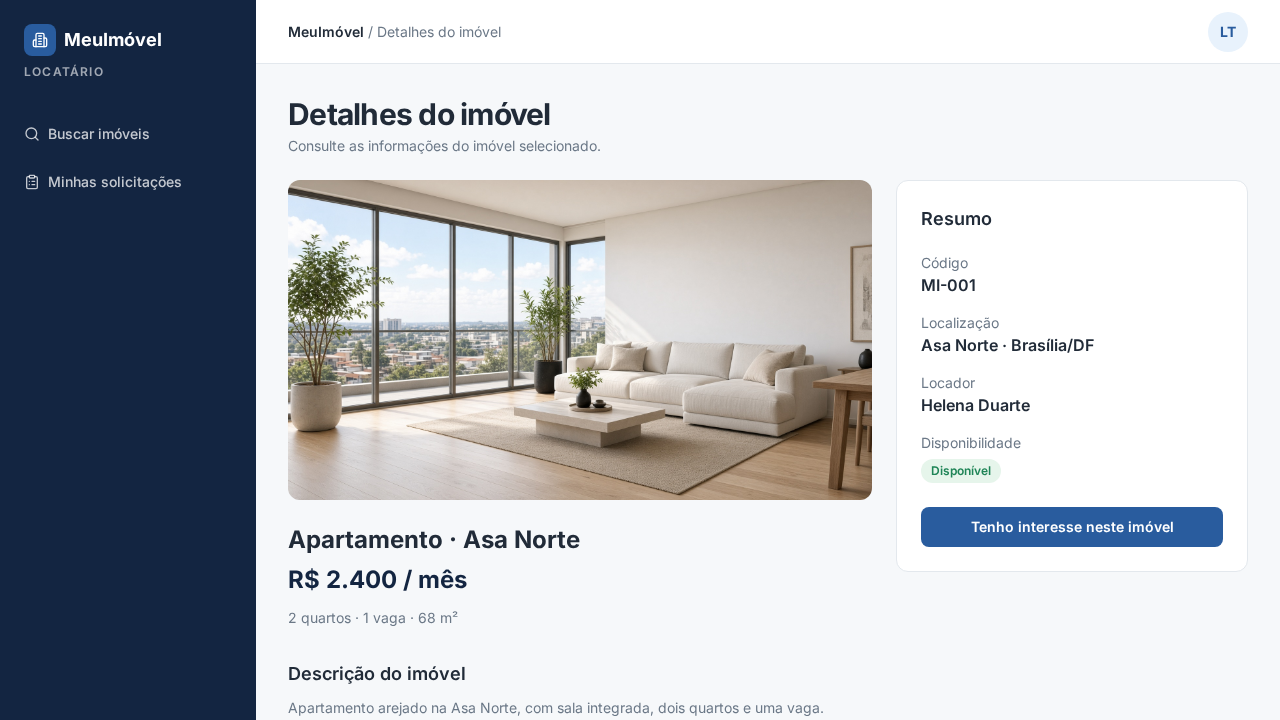 MeuImóvel
LOCATÁRIO
Buscar imóveis
Minhas solicitações
MeuImóvel / Detalhes do imóvel
LT
Detalhes do imóvel
Consulte as informações do imóvel selecionado.
Apartamento · Asa Norte
R$ 2.400 / mês
2 quartos · 1 vaga · 68 m²
Descrição do imóvel
Apartamento arejado na Asa Norte, com sala integrada, dois quartos e uma vaga.
Resumo
Código
MI-001
Localização
Asa Norte · Brasília/DF
Locador
Helena Duarte
Disponibilidade
Disponível
Tenho interesse neste imóvel